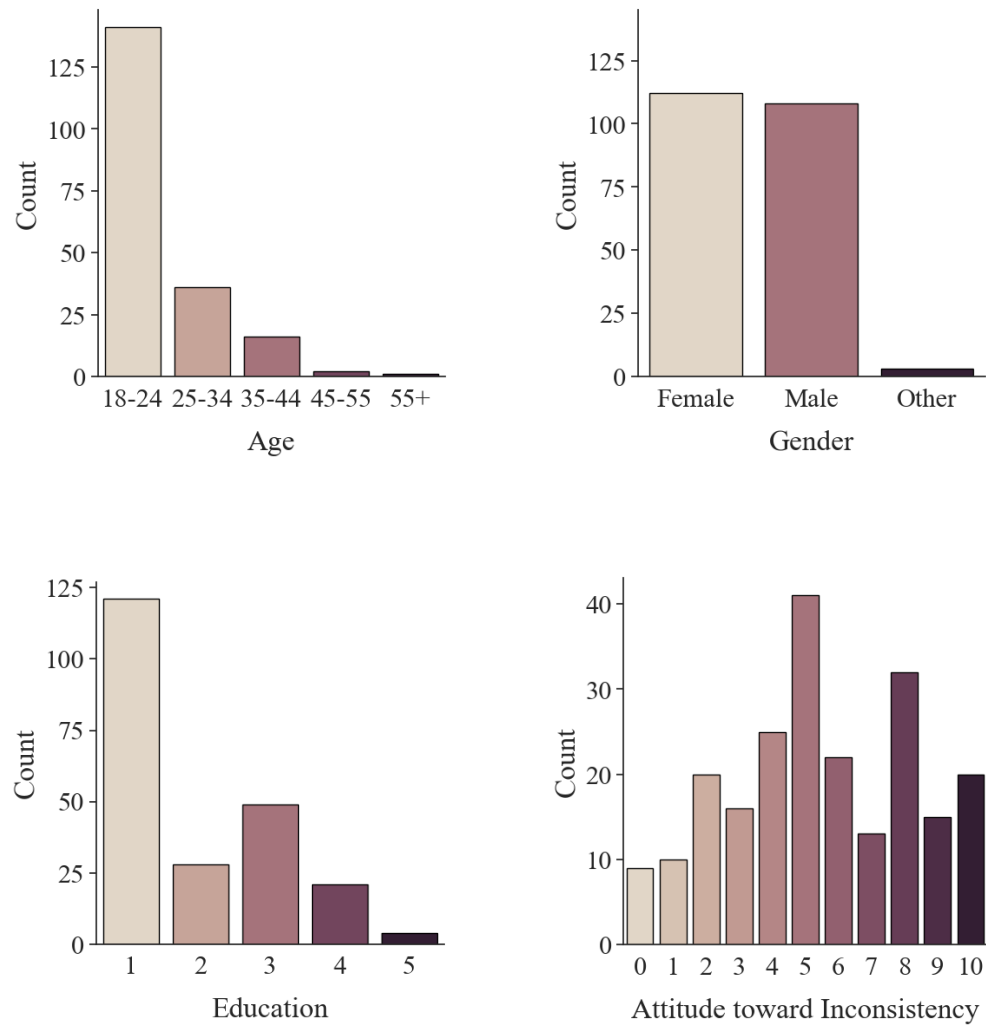 125
100
75
50
25
0
Count
18-24 25-34 35-44 45-55 55+
Age
125
100
75
50
25
0
Count
Female Male Other
Gender
125
100
75
50
25
0
Count
1 2 3 4 5
Education
40
30
20
10
0
Count
0 1 2 3 4 5 6 7 8 9 10
Attitude toward Inconsistency